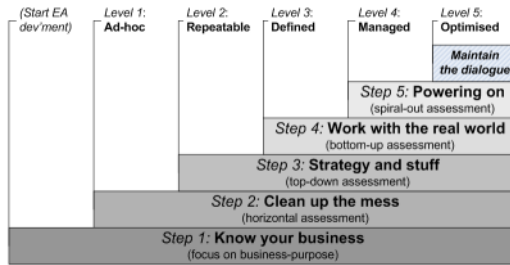 (Start EA
dev'ment)
Level 1:
Ad-hoc
Level 2:
Repeatable
Level 3:
Defined
Level 4:
Managed
Level 5:
Optimised
Maintain
the dialogue
Step 5: Powering on
(spiral-out assessment)
Step 4: Work with the real world
(bottom-up assessment)
Step 3: Strategy and stuff
(top-down assessment)
Step 2: Clean up the mess
(horizontal assessment)
Step 1: Know your business
(focus on business-purpose)